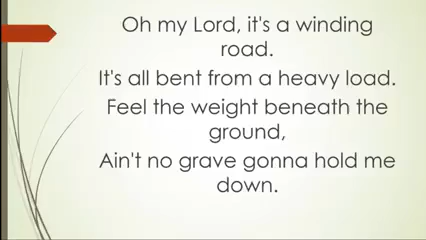 Oh my Lord, it's a winding
road.
It's all bent from a heavy load.
Feel the weight beneath the
ground,
Ain't no grave gonna hold me
down.